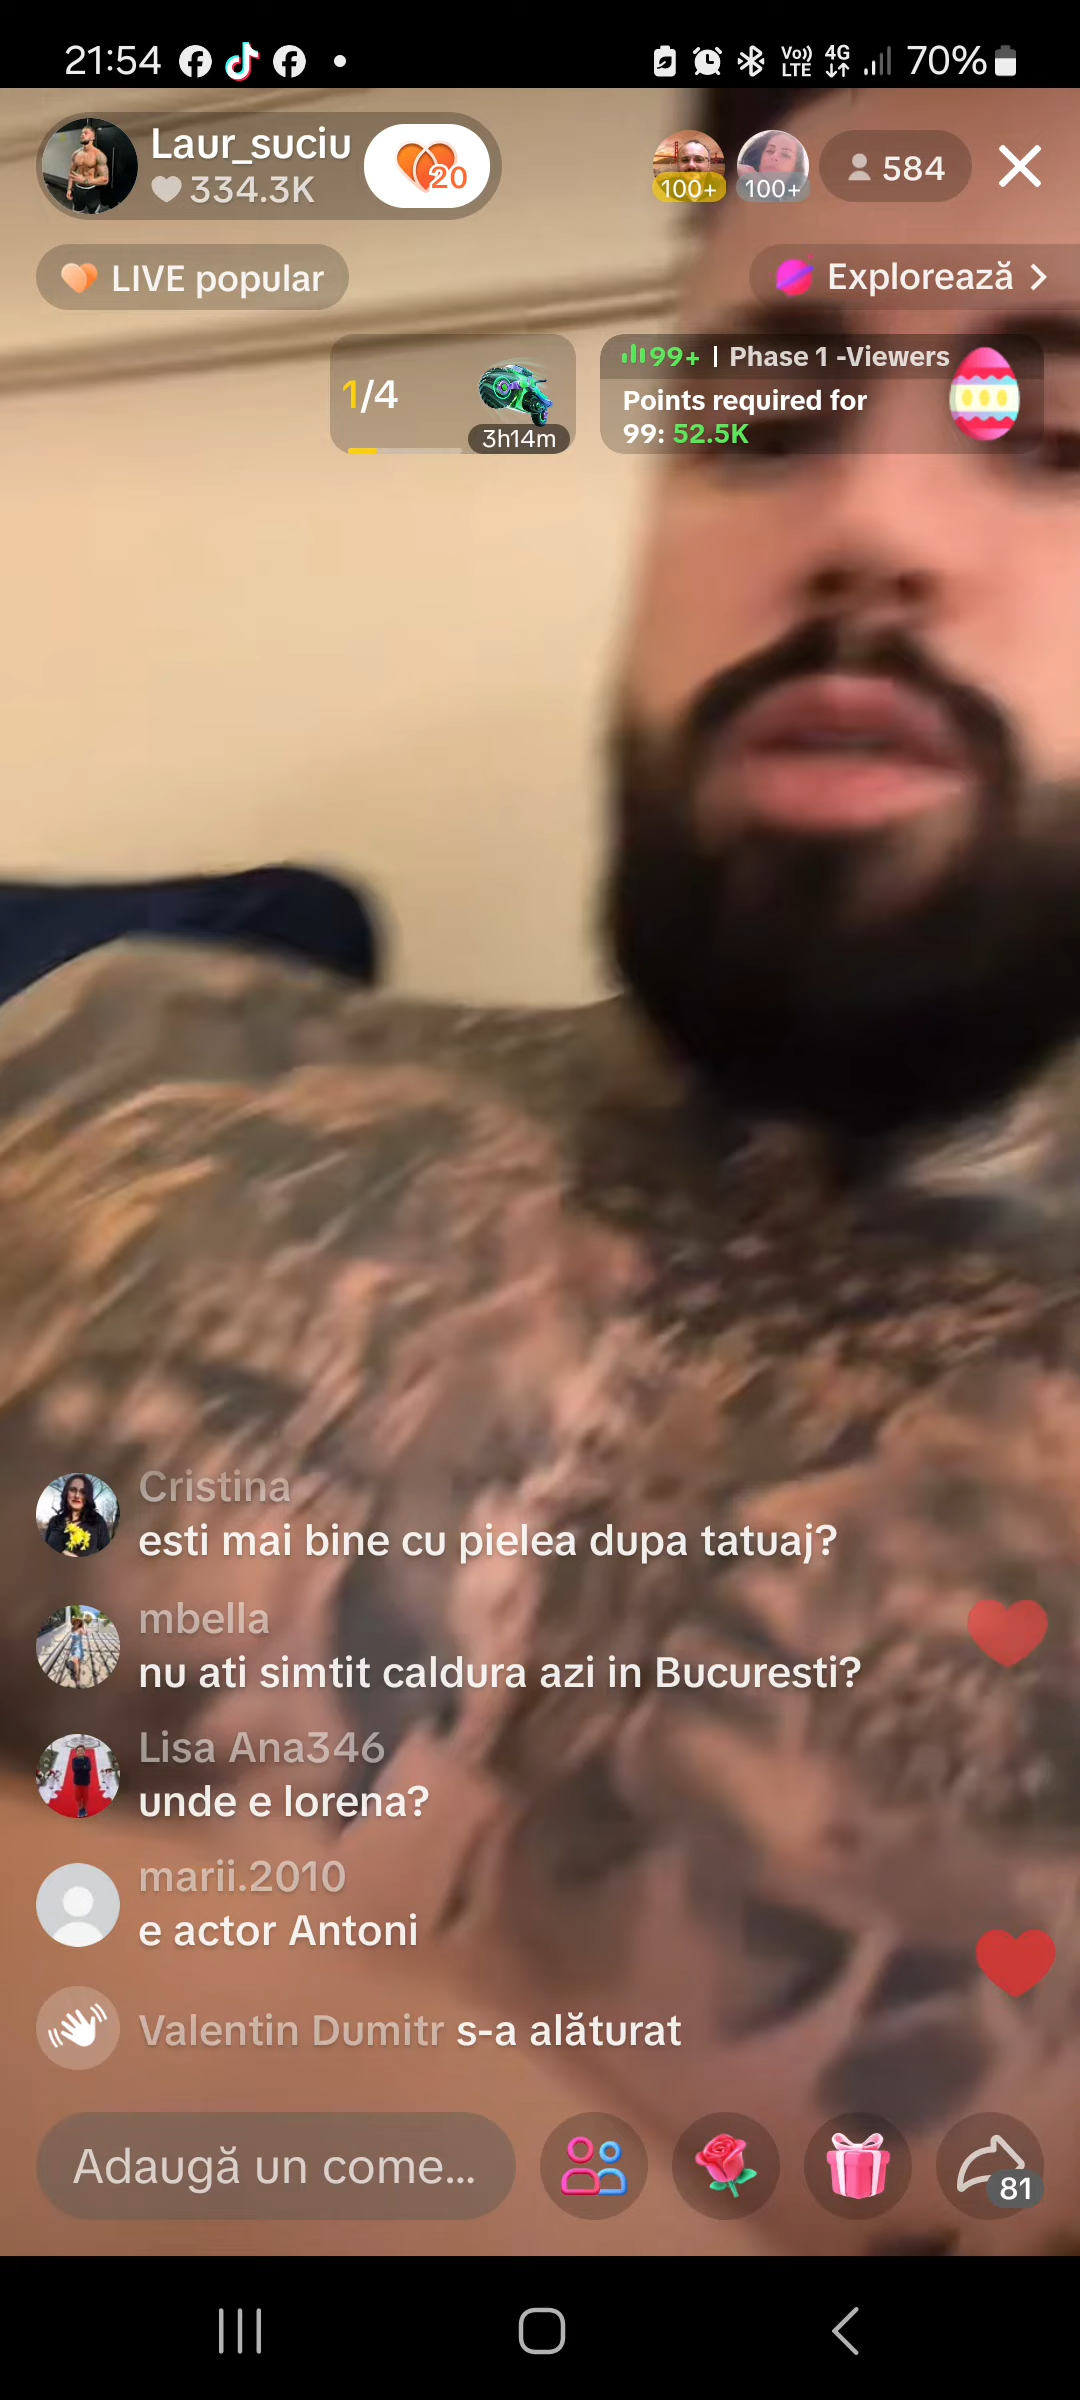 21:54
Vo))
LTE
4G
70%
Laur_suciu
334.3K
20
100+
100+
584
LIVE popular
Explorează
1/4
3h14m
99+ | Phase 1 -Viewers
Points required for
99: 52.5K
Cristina
esti mai bine cu pielea dupa tatuaj?
mbella
nu ati simtit caldura azi in Bucuresti?
Lisa Ana346
unde e lorena?
marii.2010
e actor Antoni
Valentin Dumitr s-a alăturat
Adaugă un come...
81